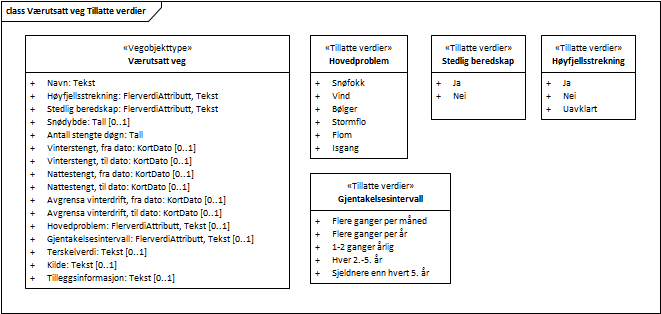 class Værutsatt veg Tillatte verdier
«Vegobjekttype»
Værutsatt veg
+ Navn: Tekst
+ Høyfjellsstrekning: FlerverdiAttributt, Tekst
+ Stedlig beredskap: FlerverdiAttributt, Tekst
+ Snødybde: Tall [0..1]
+ Antall stengte døgn: Tall
+ Vinterstengt, fra dato: KortDato [0..1]
+ Vinterstengt, til dato: KortDato [0..1]
+ Nattestengt, fra dato: KortDato [0..1]
+ Nattestengt, til dato: KortDato [0..1]
+ Avgrensa vinterdrift, fra dato: KortDato [0..1]
+ Avgrensa vinterdrift, til dato: KortDato [0..1]
+ Hovedproblem: FlerverdiAttributt, Tekst [0..1]
+ Gjentakelsesintervall: FlerverdiAttributt, Tekst [0..1]
+ Terskelverdi: Tekst [0..1]
+ Kilde: Tekst [0..1]
+ Tilleggsinformasjon: Tekst [0..1]
«Tillatte verdier»
Hovedproblem
+ Snøfokk
+ Vind
+ Bølger
+ Stormflo
+ Flom
+ Isgang
«Tillatte verdier»
Stedlig beredskap
+ Ja
+ Nei
«Tillatte verdier»
Høyfjellsstrekning
+ Ja
+ Nei
+ Uavklart
«Tillatte verdier»
Gjentakelsesintervall
+ Flere ganger per måned
+ Flere ganger per år
+ 1-2 ganger årlig
+ Hver 2.-5. år
+ Sjeldnere enn hvert 5. år